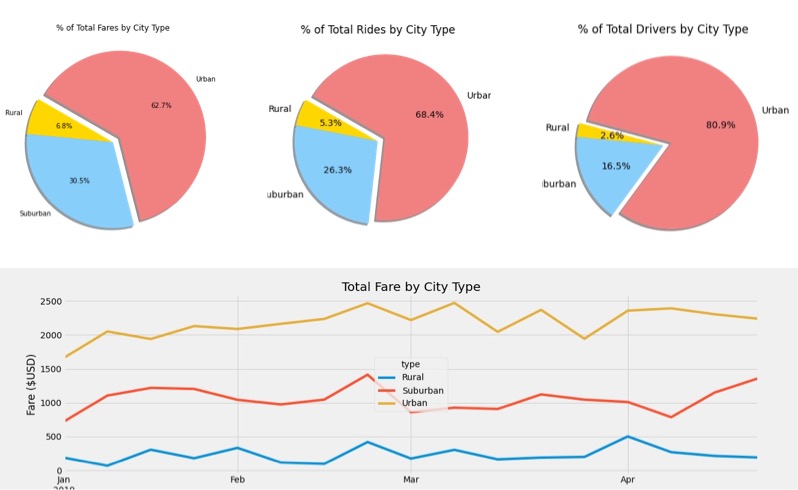 % of Total Fares by City Type
Urban
62.7%
Rural
6.8%
30.5%
Suburban
% of Total Rides by City Type
Urbar
68.4%
Rural
5.3%
26.3%
uburban
% of Total Drivers by City Type
Urban
80.9%
Rural
2.6%
16.5%
burban
Total Fare by City Type
Fare ($USD)
2500
2000
1500
1000
500
0
type
Rural
Suburban
Urban
Jan
Feb
Mar
Apr
2019